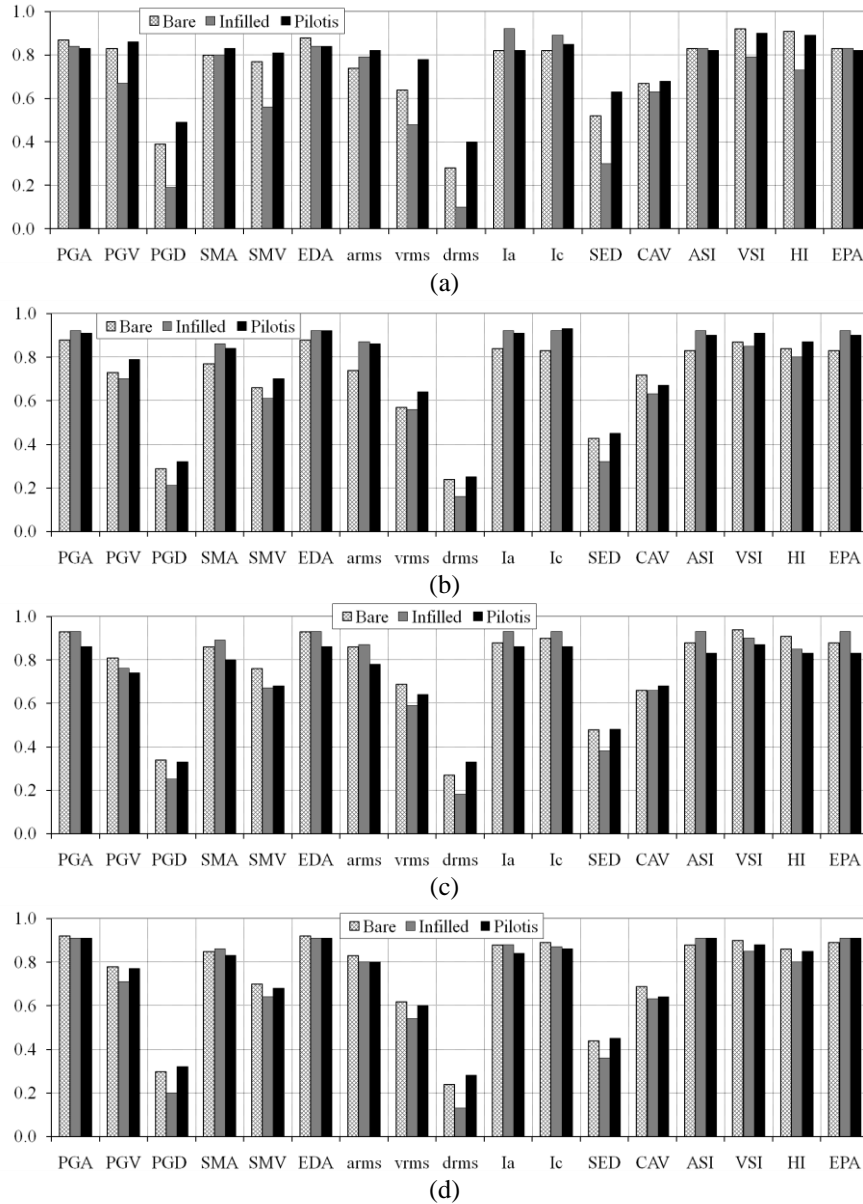 1.0 Bare Infilled Pilotis
0.8
0.6
0.4
0.2
0.0
PGA PGV PGD SMA SMV EDA arms vrms drms Ia Ic SED CAV ASI VSI HI EPA
(a)
1.0 Bare Infilled Pilotis
0.8
0.6
0.4
0.2
0.0
PGA PGV PGD SMA SMV EDA arms vrms drms Ia Ic SED CAV ASI VSI HI EPA
(b)
1.0 Bare Infilled Pilotis
0.8
0.6
0.4
0.2
0.0
PGA PGV PGD SMA SMV EDA arms vrms drms Ia Ic SED CAV ASI VSI HI EPA
(c)
1.0 Bare Infilled Pilotis
0.8
0.6
0.4
0.2
0.0
PGA PGV PGD SMA SMV EDA arms vrms drms Ia Ic SED CAV ASI VSI HI EPA
(d)